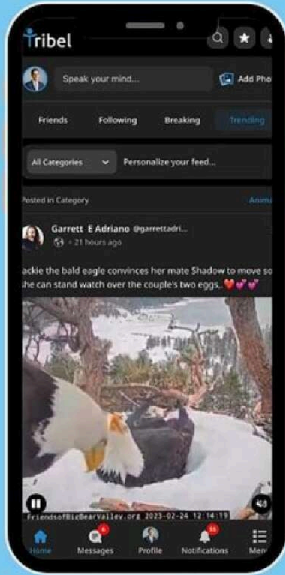 Tribel
Speak your mind...
Add Pho
Friends Following Breaking Trending
All Categories Personalize your feed...
Posted in Category Anima
Garrett E Adriano @garrettadri...
• 21 hours ago
ackie the bald eagle convinces her mate Shadow to move so
she can stand watch over the couple's two eggs.
FriendsofBigBearValley.org 2023-02-24 12:14:19
Home Messages Profile Notifications Men